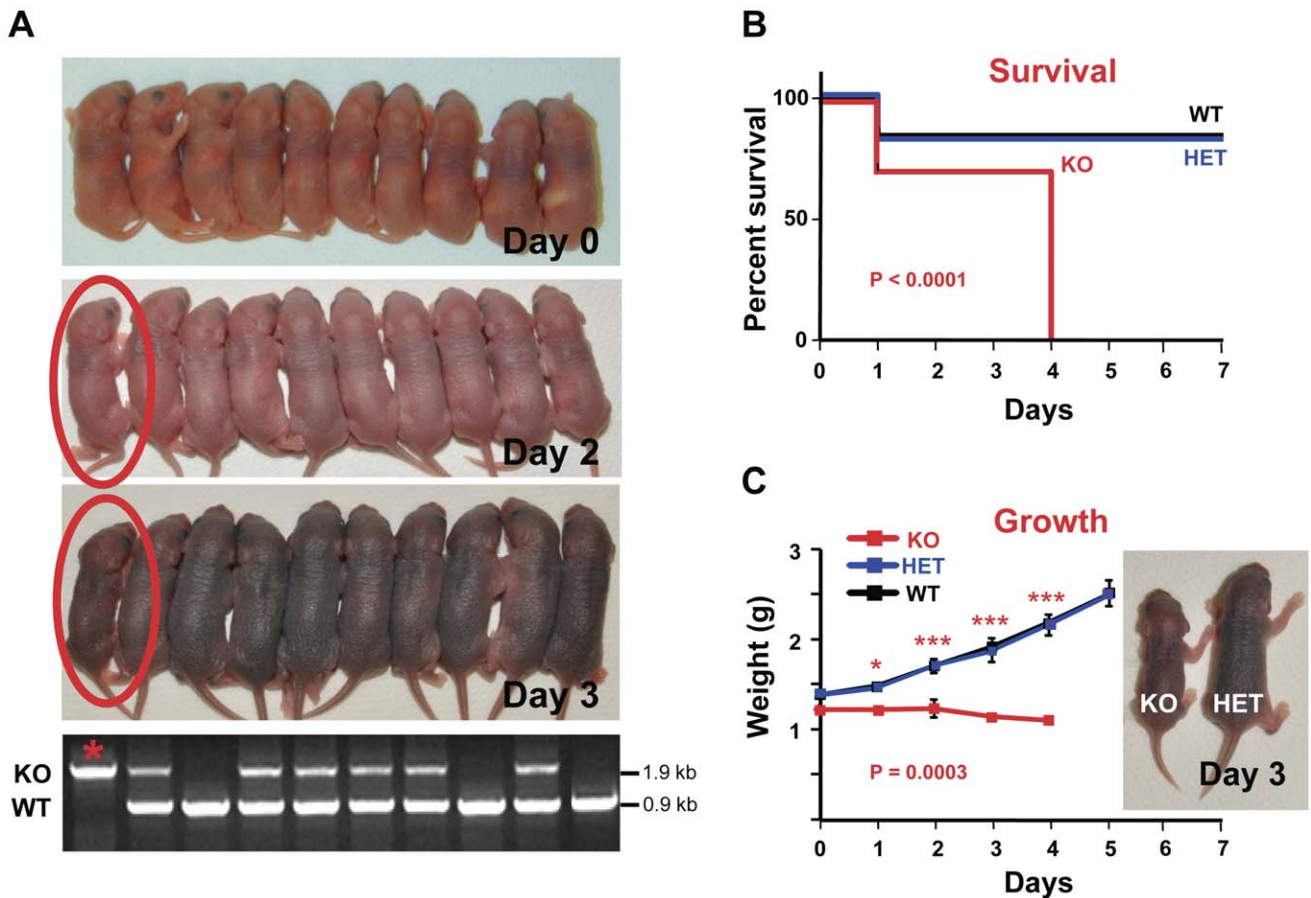 A
Day 0
Day 2
Day 3
*
KO
WT
1.9 kb
0.9 kb
B
Survival
Percent survival
100
50
0
WT
HET
KO
P < 0.0001
0 1 2 3 4 5 6 7
Days
C
Growth
KO
HET
WT
Weight (g)
3
2
1
* *** *** ***
P = 0.0003
0 1 2 3 4 5 6 7
Days
KO HET
Day 3